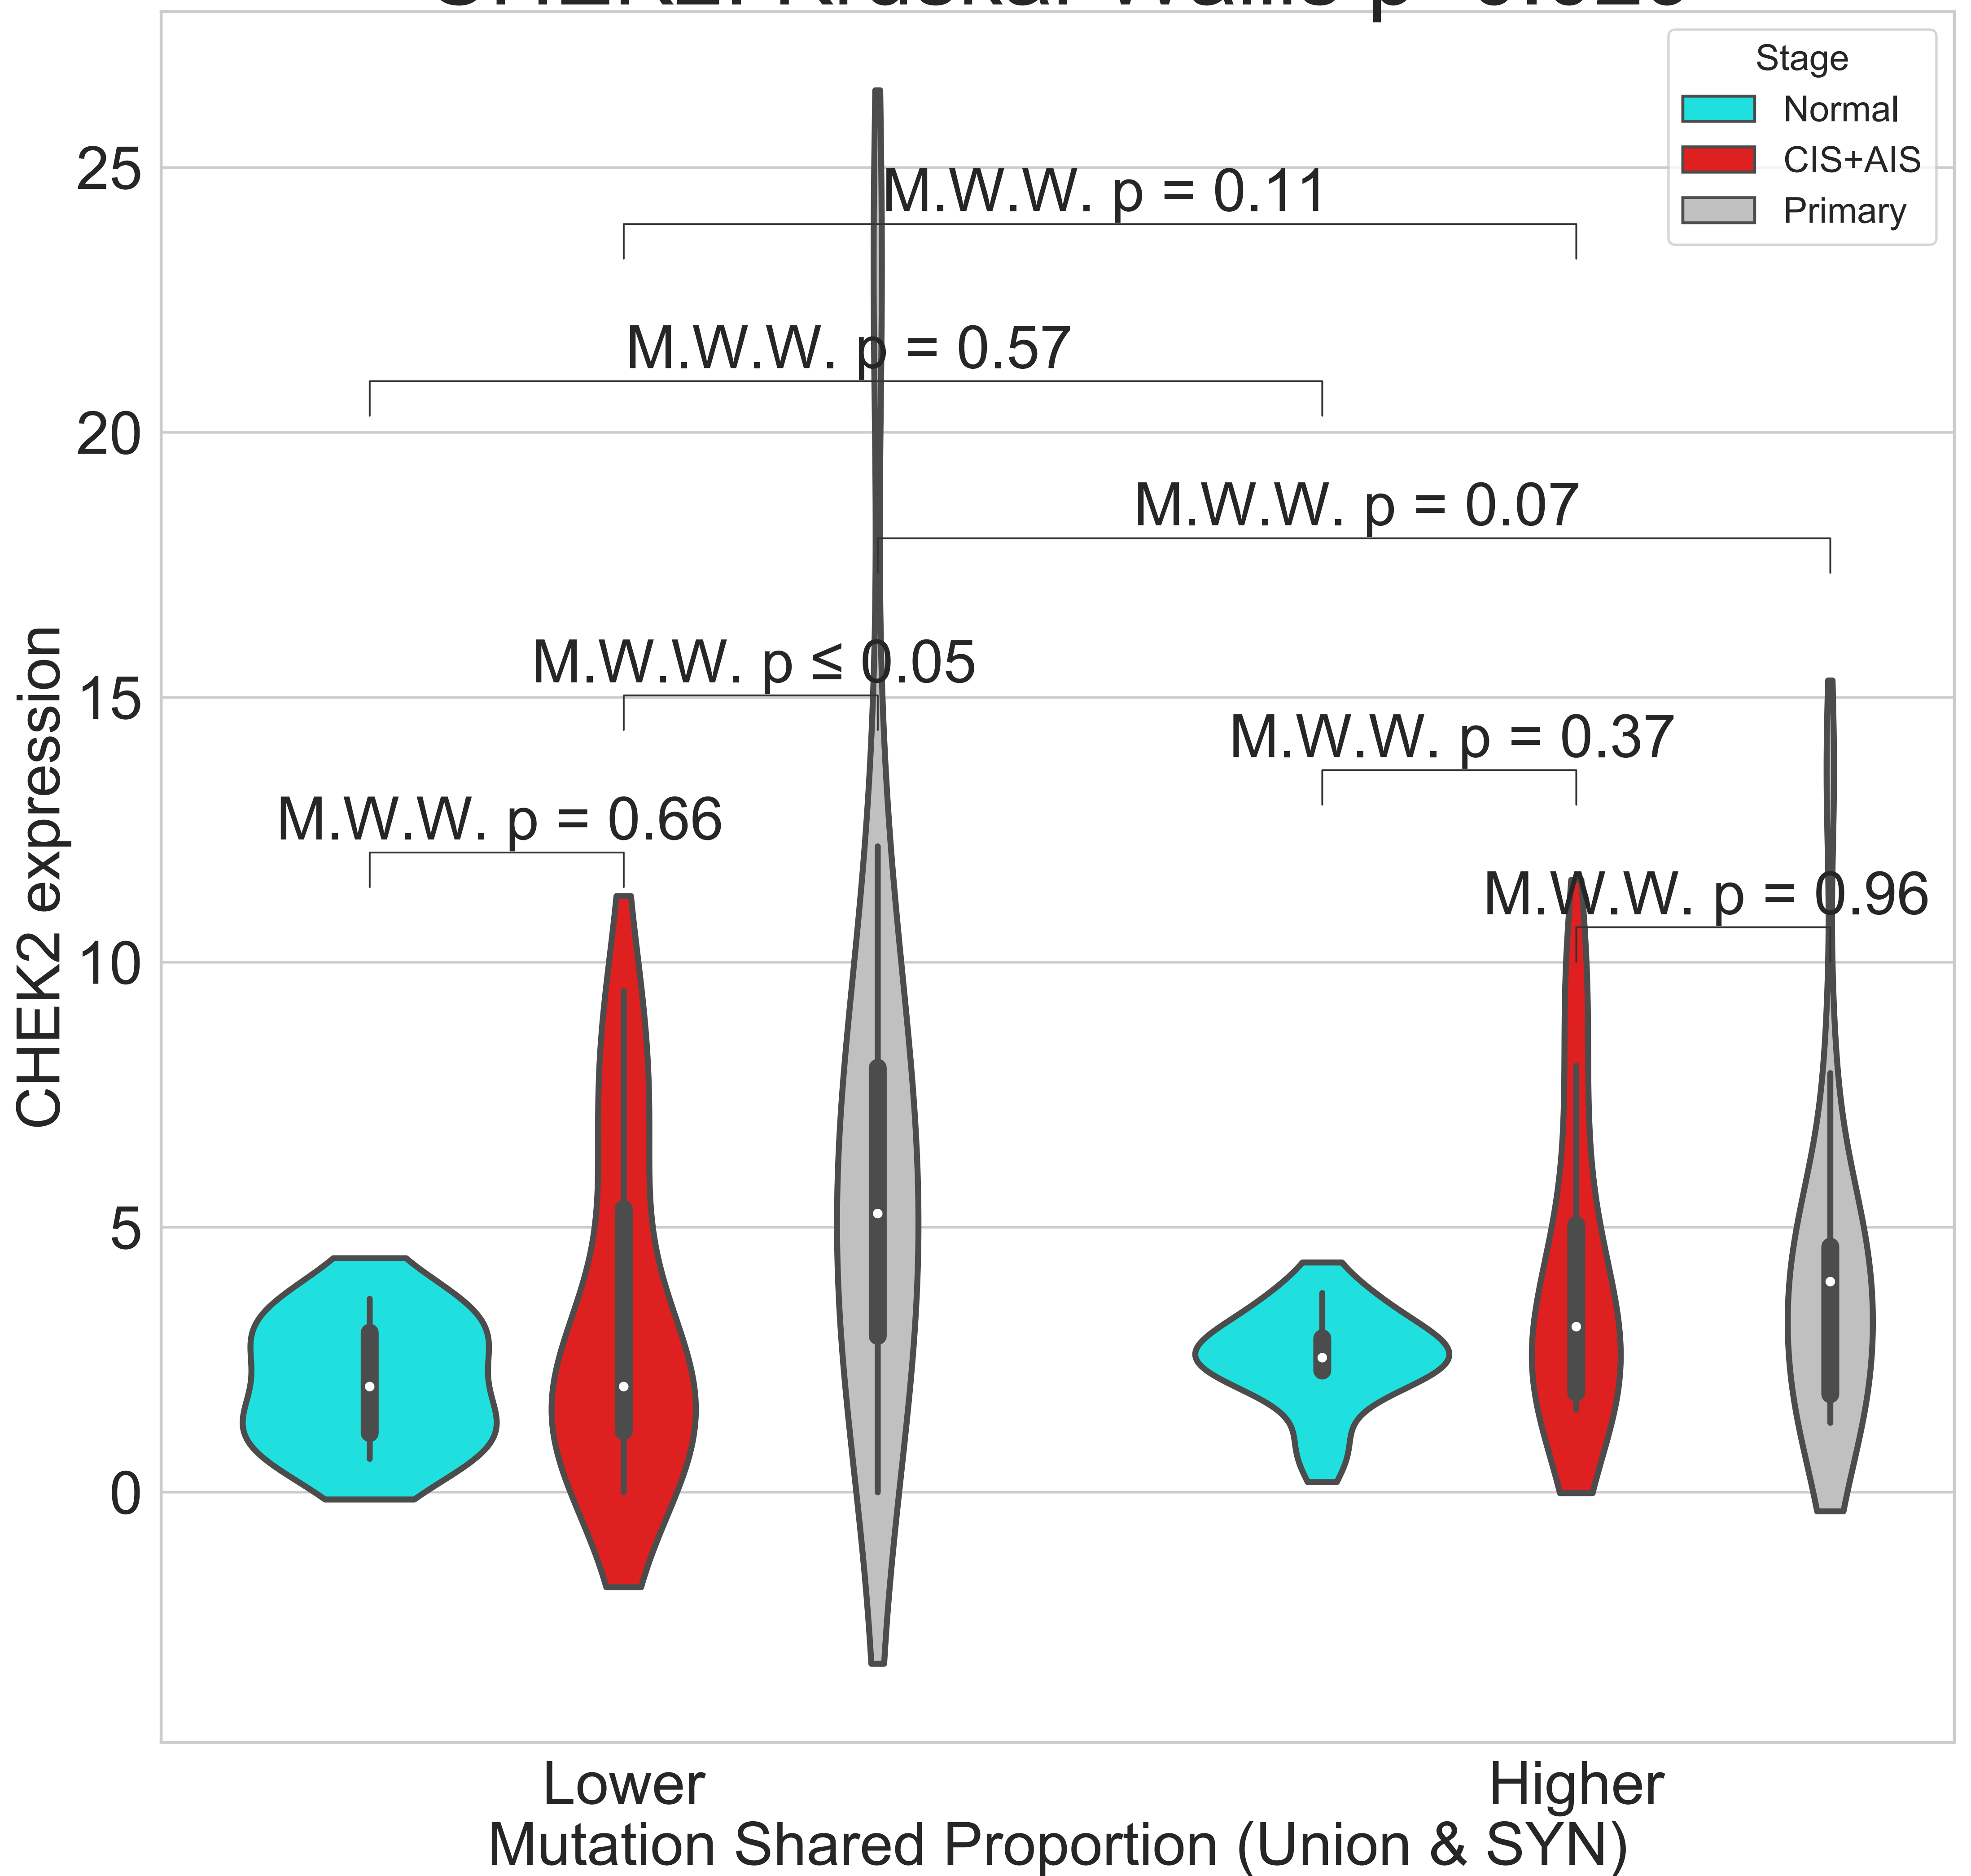 Stage
Normal
CIS+AIS
Primary
25
20
15
10
5
0
CHEK2 expression
M.W.W. p = 0.11
M.W.W. p = 0.57
M.W.W. p = 0.07
M.W.W. p ≤ 0.05
M.W.W. p = 0.37
M.W.W. p = 0.66
M.W.W. p = 0.96
Lower
Higher
Mutation Shared Proportion (Union & SYN)